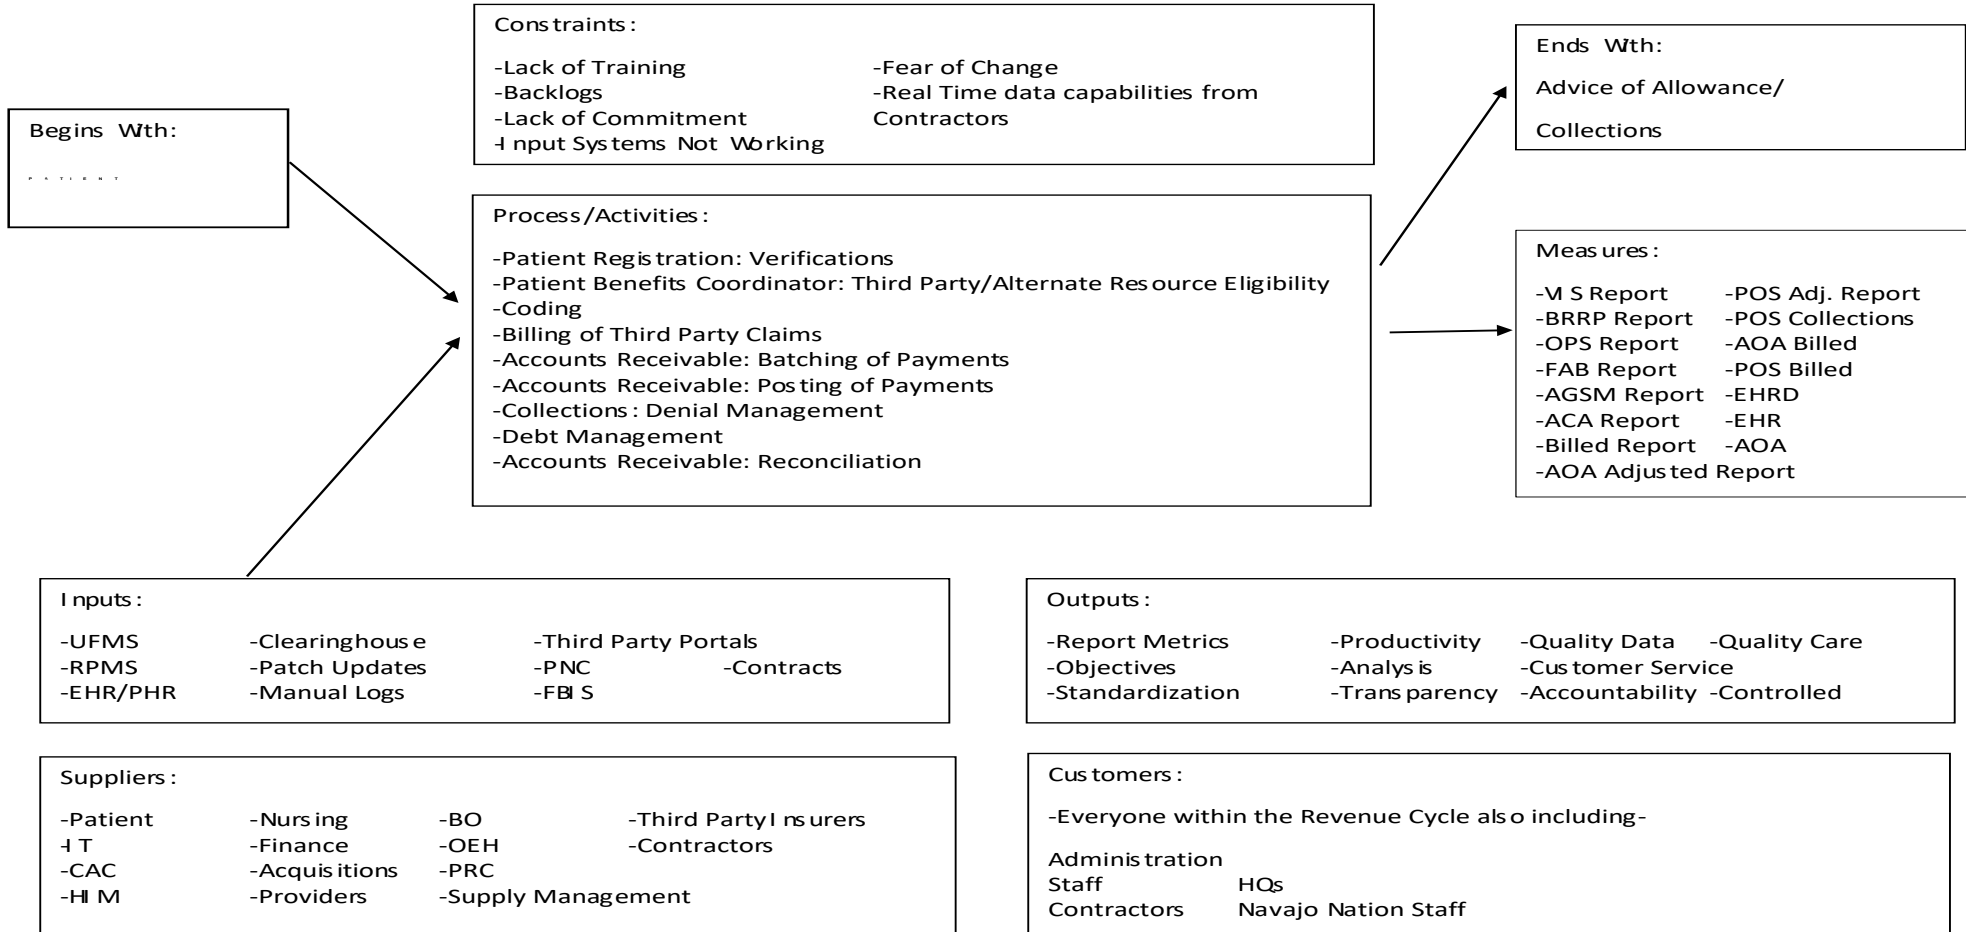 Constraints:
-Lack of Training -Fear of Change
-Backlogs -Real Time data capabilities from
-Lack of Commitment Contractors
-Input Systems Not Working
Ends With:
Advice of Allowance/
Collections
Begins With:
PATIENT
Process/Activities:
-Patient Registration: Verifications
-Patient Benefits Coordinator: Third Party/Alternate Resource Eligibility
-Coding
-Billing of Third Party Claims
-Accounts Receivable: Batching of Payments
-Accounts Receivable: Posting of Payments
-Collections: Denial Management
-Debt Management
-Accounts Receivable: Reconciliation
Measures:
-VIS Report -POS Adj. Report
-BRRP Report -POS Collections
-OPS Report -AOA Billed
-FAB Report -POS Billed
-AGSM Report -EHRD
-ACA Report -EHR
-Billed Report -AOA
-AOA Adjusted Report
Inputs:
-UFMS -Clearinghouse -Third Party Portals
-RPMS -Patch Updates -PNC -Contracts
-EHR/PHR -Manual Logs -FBIS
Outputs:
-Report Metrics -Productivity -Quality Data -Quality Care
-Objectives -Analysis -Customer Service
-Standardization -Transparency -Accountability -Controlled
Suppliers:
-Patient -Nursing -BO -Third Party Insurers
-IT -Finance -OEH -Contractors
-CAC -Acquisitions -PRC
-HIM -Providers -Supply Management
Customers:
-Everyone within the Revenue Cycle also including-
Administration
Staff HQs
Contractors Navajo Nation Staff